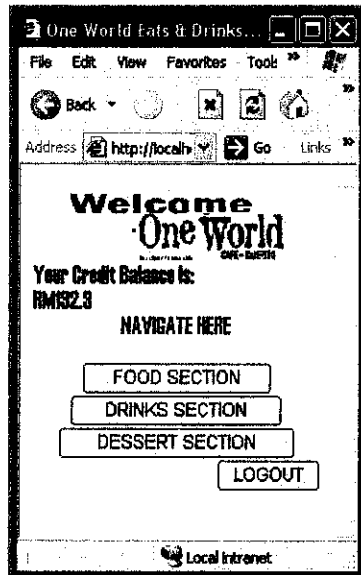 One World Eats & Drinks...
File Edit View Favorites Tools »
Back
Address http://localh Go Links »
Welcome
One World
Your Credit Balance Is:
RM132.3
NAVIGATE HERE
FOOD SECTION
DRINKS SECTION
DESSERT SECTION
LOGOUT
Local intranet